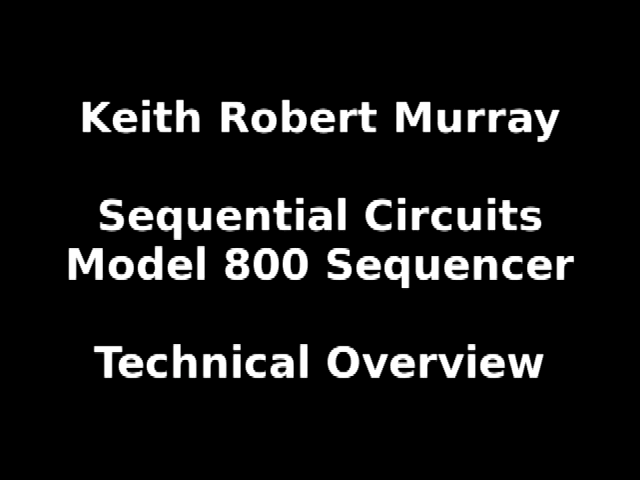 Keith Robert Murray
Sequential Circuits
Model 800 Sequencer
Technical Overview